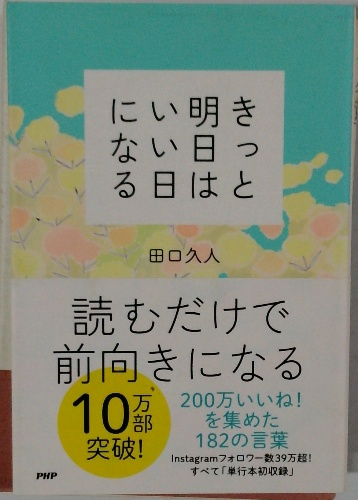 きっと
明日は
いい日
になる
田口久人
読むだけで
前向きになる
10万部
突破!
200万いいね!
を集めた
182の言葉
Instagramフォロワー数39万超!
すべて「単行本初収録」
PHP